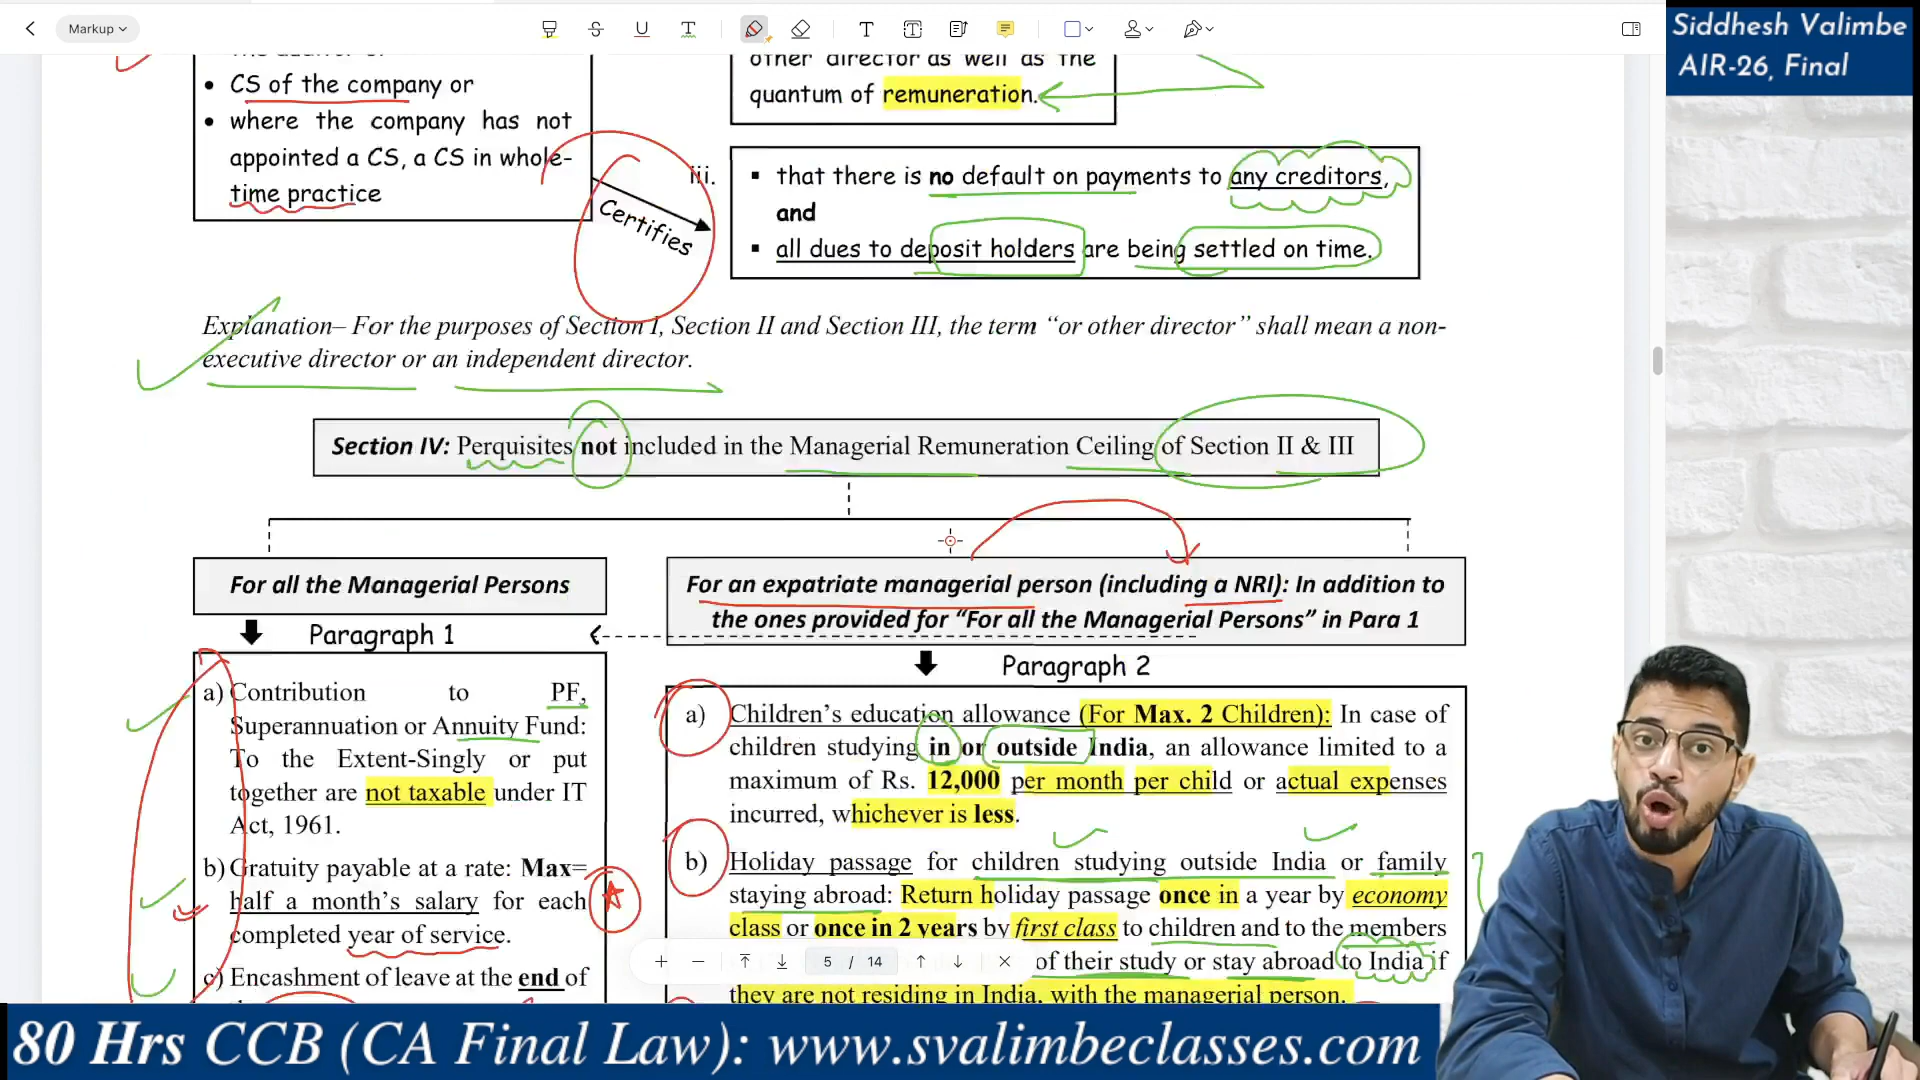 Markup
Siddhesh Valimbe
AIR-26, Final
• CS of the company or
• where the company has not
appointed a CS, a CS in whole-
time practice
Certifies
other director as well as the
quantum of remuneration.
iii.
▪ that there is no default on payments to any creditors,
and
▪ all dues to deposit holders are being settled on time.
Explanation– For the purposes of Section I, Section II and Section III, the term “or other director” shall mean a non-
executive director or an independent director.
Section IV: Perquisites not included in the Managerial Remuneration Ceiling of Section II & III
For all the Managerial Persons
Paragraph 1
a) Contribution to PF,
Superannuation or Annuity Fund:
To the Extent-Singly or put
together are not taxable under IT
Act, 1961.
b) Gratuity payable at a rate: Max=
half a month’s salary for each
completed year of service.
c) Encashment of leave at the end of
For an expatriate managerial person (including a NRI): In addition to
the ones provided for “For all the Managerial Persons” in Para 1
Paragraph 2
a) Children’s education allowance (For Max. 2 Children): In case of
children studying in or outside India, an allowance limited to a
maximum of Rs. 12,000 per month per child or actual expenses
incurred, whichever is less.
b) Holiday passage for children studying outside India or family
staying abroad: Return holiday passage once in a year by economy
class or once in 2 years by first class to children and to the members
of their study or stay abroad to India if
they are not residing in India, with the managerial person.
5 / 14
80 Hrs CCB (CA Final Law): www.svalimbeclasses.com